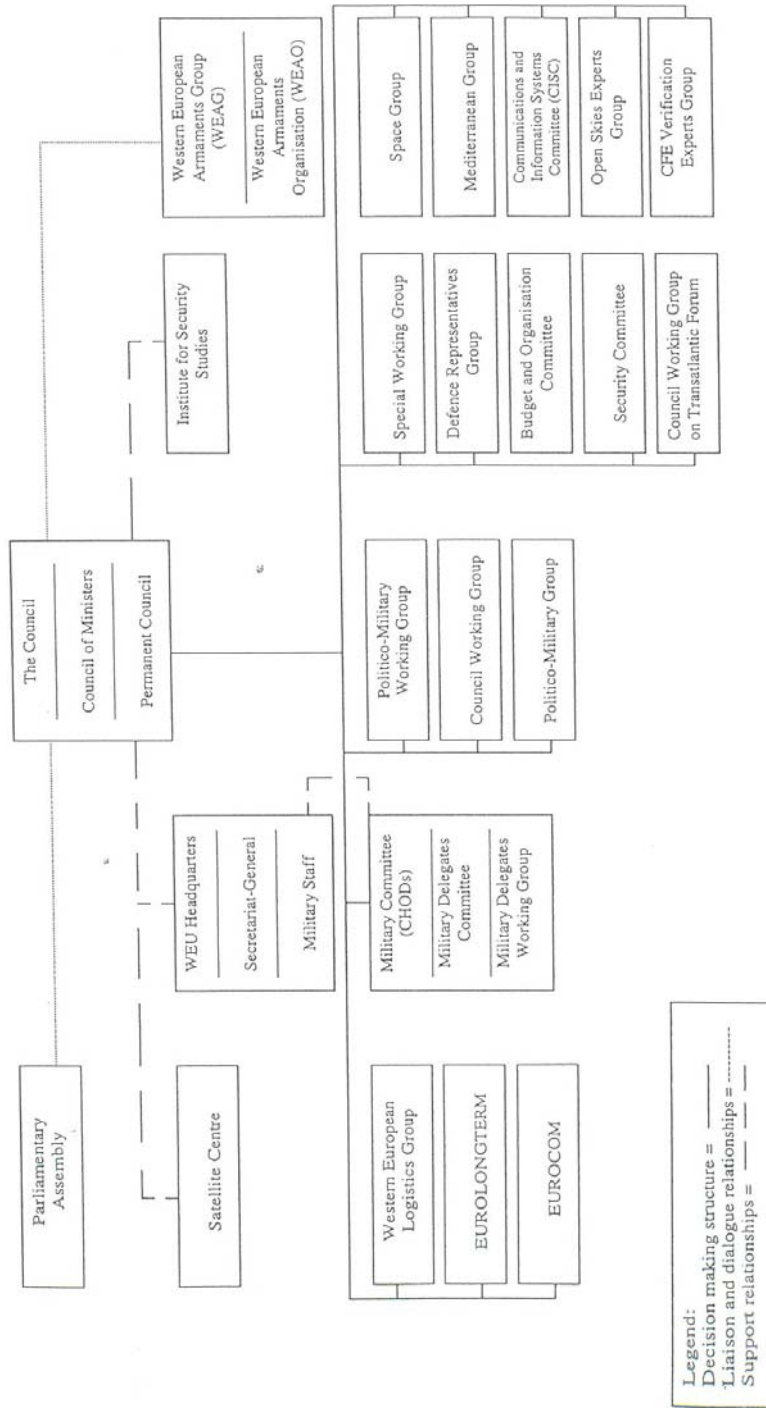 The Council
Council of Ministers
Permanent Council
Parliamentary
Assembly
Western European
Armaments Group
(WEAG)
Western European
Armaments
Organisation (WEAO)
Institute for Security
Studies
WEU Headquarters
Secretariat-General
Military Staff
Satellite Centre
Western European
Logistics Group
EUROLONGTERM
EUROCOM
Military Committee
(CHODs)
Military Delegates
Committee
Military Delegates
Working Group
Politico-Military
Working Group
Council Working Group
Politico-Military Group
Special Working Group
Defence Representatives
Group
Budget and Organisation
Committee
Security Committee
Council Working Group
on Transatlantic Forum
Space Group
Mediterranean Group
Communications and
Information Systems
Committee (CISC)
Open Skies Experts
Group
CFE Verification
Experts Group
Legend:
Decision making structure =
Liaison and dialogue relationships =
Support relationships =